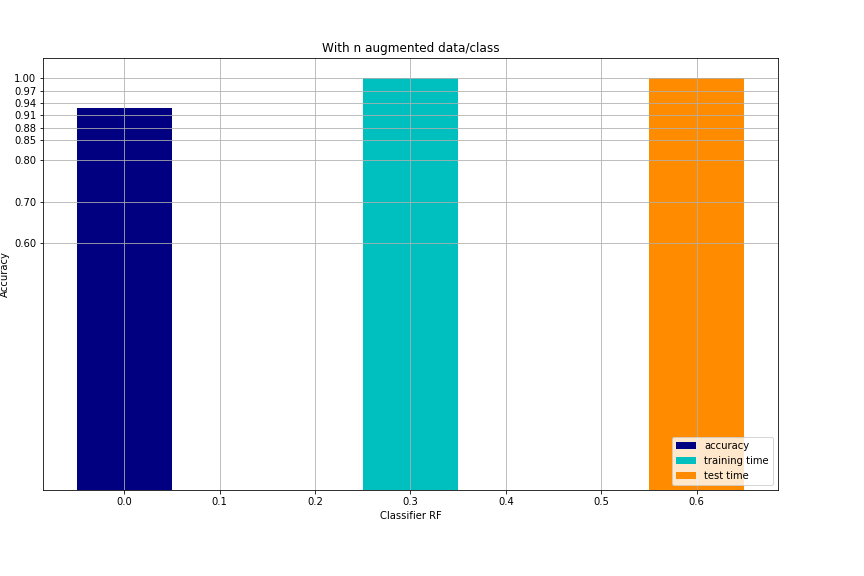 With n augmented data/class
1.00
0.97
0.94
0.91
0.88
0.85
0.80
0.70
0.60
Accuracy
accuracy
training time
test time
0.0 0.1 0.2 0.3 0.4 0.5 0.6
Classifier RF